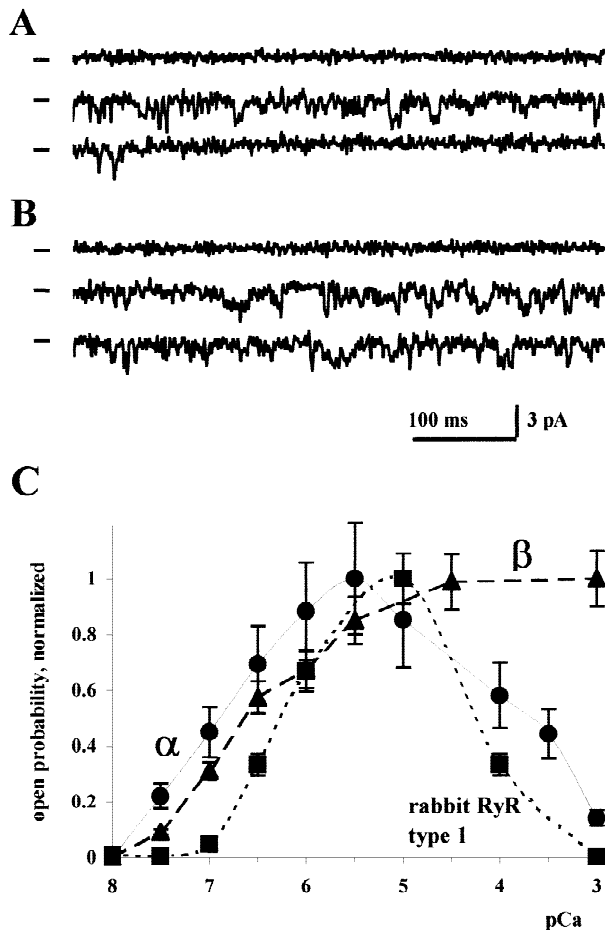 A
B
100 ms
3 pA
C
open probability, normalized
1
0.8
0.6
0.4
0.2
0
α
β
rabbit RyR
type 1
8
7
6
5
4
3
pCa